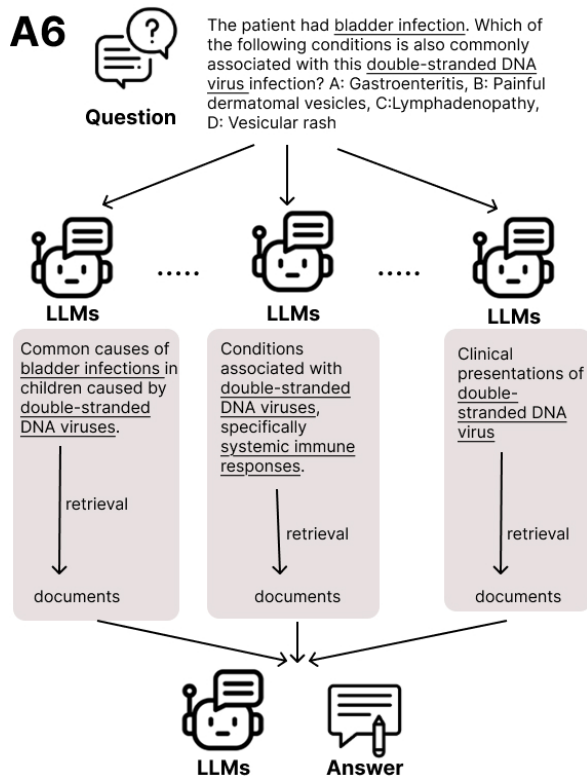 A6
The patient had bladder infection. Which of
the following conditions is also commonly
associated with this double-stranded DNA
virus infection? A: Gastroenteritis, B: Painful
dermatomal vesicles, C:Lymphadenopathy,
D: Vesicular rash
?
Question
.....
.....
LLMs
LLMs
LLMs
Common causes of
bladder infections in
children caused by
double-stranded
DNA viruses.
retrieval
documents
Conditions
associated with
double-stranded
DNA viruses,
specifically
systemic immune
responses.
retrieval
documents
Clinical
presentations of
double-
stranded DNA
virus
retrieval
documents
LLMs
Answer